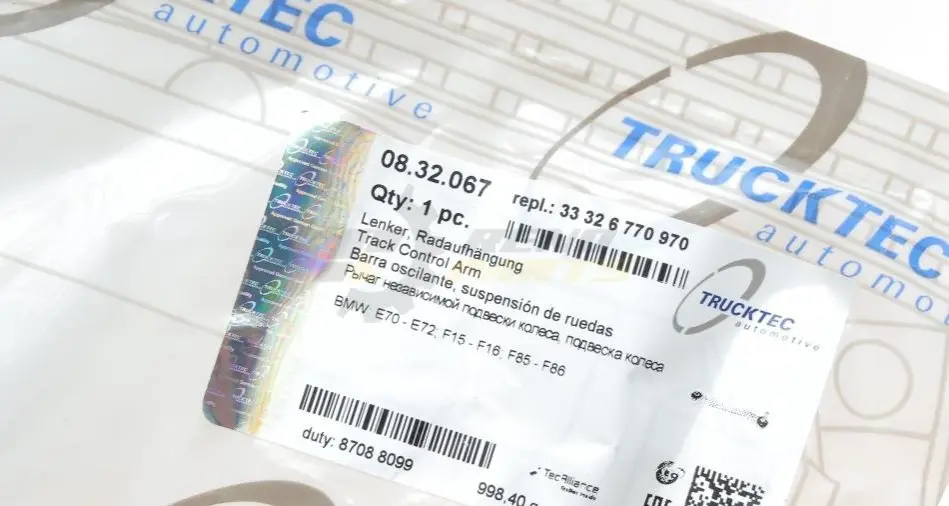 TRUCKTEC
automotive
TRUCKTEC
automotive
08.32.067
repl.: 33 32 6 770 970
Qty: 1 pc.
Lenker, Radaufhängung
Track Control Arm
Barra oscilante, suspensión de ruedas
Рычаг независимой подвески колеса, подвеска колеса
BMW E70 - E72, F15 - F16, F85 - F86
TRUCKTEC
automotive
duty: 8708 8099
TecAlliance
998,40
EAC